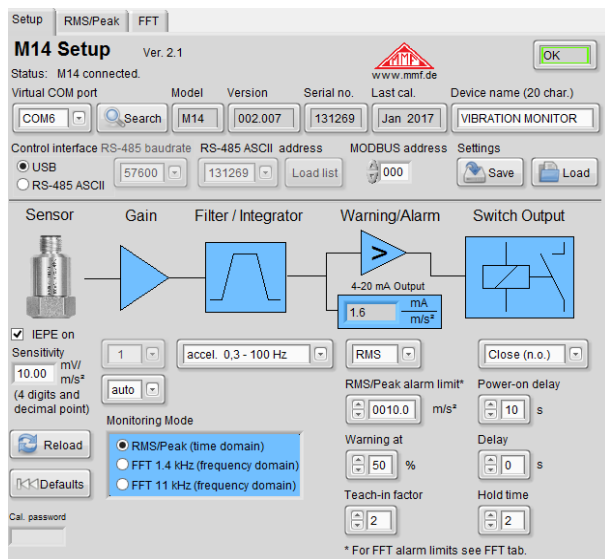 Setup RMS/Peak FFT
M14 Setup Ver. 2.1
MMF
www.mmf.de
OK
Status: M14 connected.
Virtual COM port Model Version Serial no. Last cal. Device name (20 char.)
COM6 Search M14 002.007 131269 Jan 2017 VIBRATION MONITOR
Control interface RS-485 baudrate RS-485 ASCII address MODBUS address Settings
USB
RS-485 ASCII
57600 131269 Load list 000 Save Load
Sensor Gain Filter / Integrator Warning/Alarm Switch Output
>
4-20 mA Output
1.6 mA
m/s²
IEPE on
Sensitivity
10.00 mV/
m/s²
(4 digits and
decimal point)
1 accel. 0,3 - 100 Hz RMS Close (n.o.)
auto
RMS/Peak alarm limit* Power-on delay
0010.0 m/s² 10 s
Monitoring Mode
RMS/Peak (time domain)
FFT 1.4 kHz (frequency domain)
FFT 11 kHz (frequency domain)
Reload
Defaults
Warning at Delay
50 % 0 s
Teach-in factor Hold time
2 2
Cal. password
* For FFT alarm limits see FFT tab.